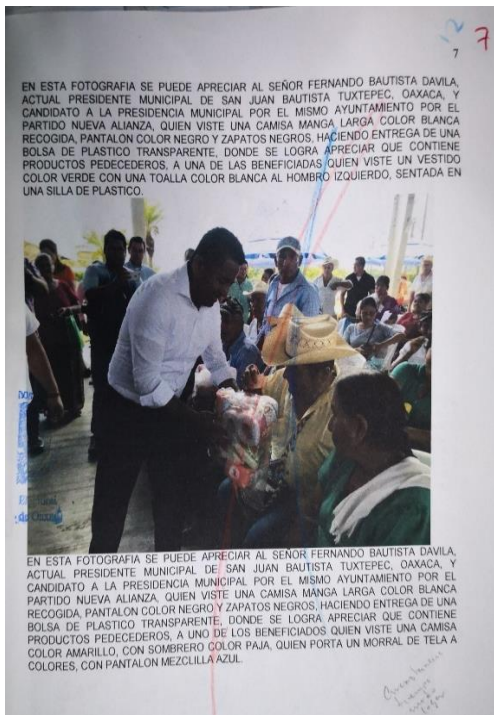 7
7
EN ESTA FOTOGRAFIA SE PUEDE APRECIAR AL SEÑOR FERNANDO BAUTISTA DAVILA,
ACTUAL PRESIDENTE MUNICIPAL DE SAN JUAN BAUTISTA TUXTEPEC, OAXACA, Y
CANDIDATO A LA PRESIDENCIA MUNICIPAL POR EL MISMO AYUNTAMIENTO POR EL
PARTIDO NUEVA ALIANZA, QUIEN VISTE UNA CAMISA MANGA LARGA COLOR BLANCA
RECOGIDA, PANTALON COLOR NEGRO Y ZAPATOS NEGROS, HACIENDO ENTREGA DE UNA
BOLSA DE PLASTICO TRANSPARENTE, DONDE SE LOGRA APRECIAR QUE CONTIENE
PRODUCTOS PEDECEDEROS, A UNA DE LAS BENEFICIADAS QUIEN VISTE UN VESTIDO
COLOR VERDE CON UNA TOALLA COLOR BLANCA AL HOMBRO IZQUIERDO, SENTADA EN
UNA SILLA DE PLASTICO.
EN ESTA FOTOGRAFIA SE PUEDE APRECIAR AL SEÑOR FERNANDO BAUTISTA DAVILA,
ACTUAL PRESIDENTE MUNICIPAL DE SAN JUAN BAUTISTA TUXTEPEC, OAXACA, Y
CANDIDATO A LA PRESIDENCIA MUNICIPAL POR EL MISMO AYUNTAMIENTO POR EL
PARTIDO NUEVA ALIANZA, QUIEN VISTE UNA CAMISA MANGA LARGA COLOR BLANCA
RECOGIDA, PANTALON COLOR NEGRO Y ZAPATOS NEGROS, HACIENDO ENTREGA DE UNA
BOLSA DE PLASTICO TRANSPARENTE, DONDE SE LOGRA APRECIAR QUE CONTIENE
PRODUCTOS PEDECEDEROS, A UNO DE LOS BENEFICIADOS QUIEN VISTE UNA CAMISA
COLOR AMARILLO, CON SOMBRERO COLOR PAJA, QUIEN PORTA UN MORRAL DE TELA A
COLORES, CON PANTALON MEZCLILLA AZUL.